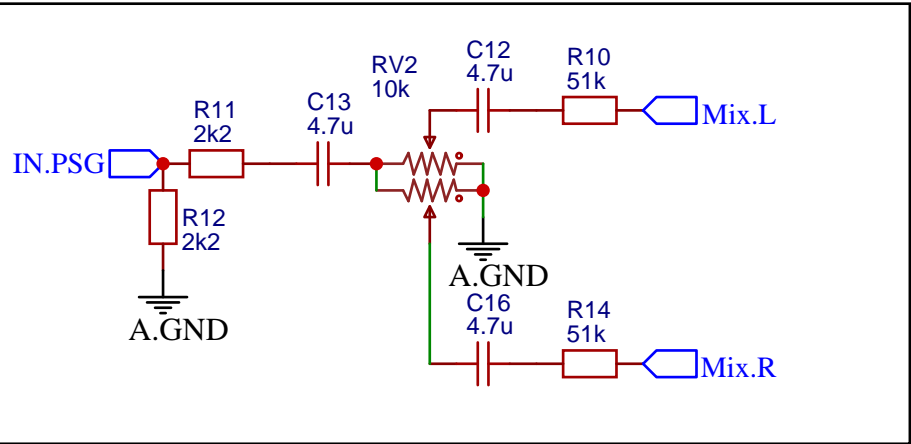 C12
4.7u
R10
51k
RV2
10k
Mix.L
R11
2k2
C13
4.7u
IN.PSG
R12
2k2
A.GND
A.GND
C16
4.7u
R14
51k
Mix.R